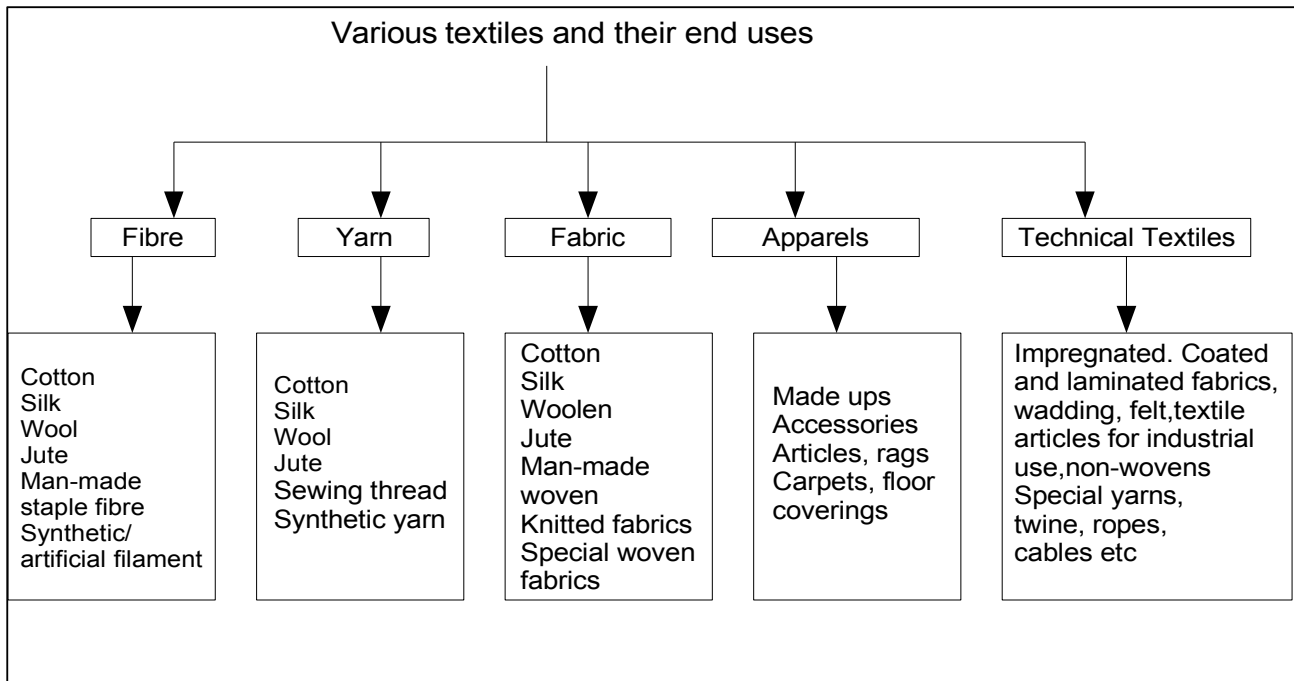 Various textiles and their end uses
Fibre
Yarn
Fabric
Apparels
Technical Textiles
Cotton
Silk
Wool
Jute
Man-made
staple fibre
Synthetic/
artificial filament
Cotton
Silk
Wool
Jute
Sewing thread
Synthetic yarn
Cotton
Silk
Woolen
Jute
Man-made
woven
Knitted fabrics
Special woven
fabrics
Made ups
Accessories
Articles, rags
Carpets, floor
coverings
Impregnated. Coated
and laminated fabrics,
wadding, felt,textile
articles for industrial
use,non-wovens
Special yarns,
twine, ropes,
cables etc